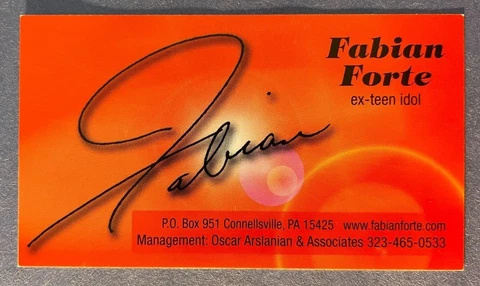 Fabian
Forte
ex-teen idol
Fabian
P.O. Box 951 Connellsville, PA 15425 www.fabianforte.com
Management: Oscar Arslanian & Associates 323-465-0533